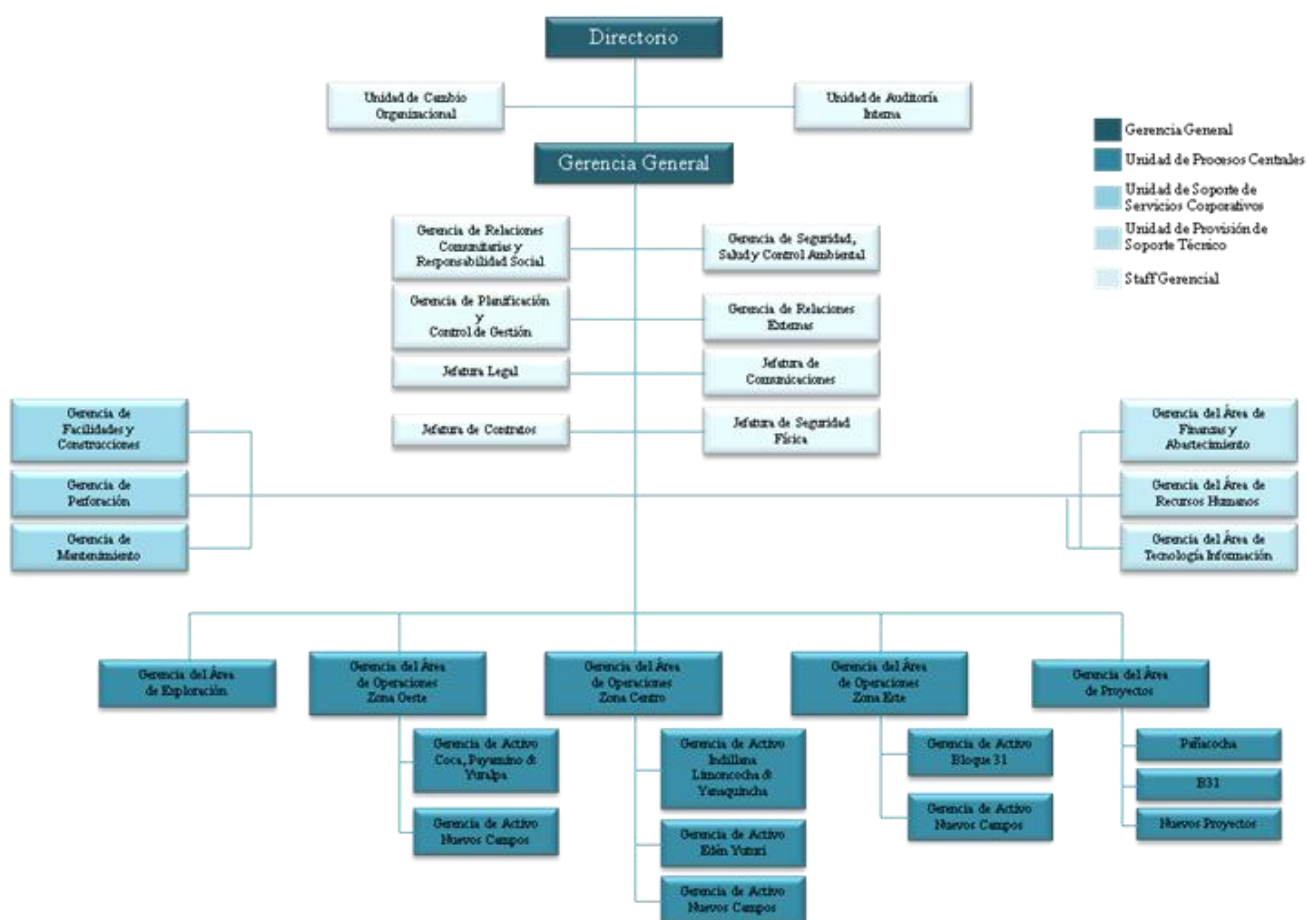 Directorio
Unidad de Cambio
Organizacional
Unidad de Auditoría
Interna
Gerencia General
Gerencia General
Unidad de Procesos Centrales
Unidad de Soporte de
Servicios Corporativos
Unidad de Provisión de
Soporte Técnico
Staff Gerencial
Gerencia de Relaciones
Comunitarias y
Responsabilidad Social
Gerencia de Seguridad,
Salud y Control Ambiental
Gerencia de Planificación
y
Control de Gestión
Gerencia de Relaciones
Externas
Jefatura Legal
Jefatura de
Comunicaciones
Jefatura de Contratos
Jefatura de Seguridad
Física
Gerencia de
Facilidades y
Construcciones
Gerencia de
Perforación
Gerencia de
Mantenimiento
Gerencia del Área de
Finanzas y
Abastecimiento
Gerencia del Área de
Recursos Humanos
Gerencia del Área de
Tecnología Información
Gerencia del Área
de Exploración
Gerencia del Área
de Operaciones
Zona Oeste
Gerencia del Área
de Operaciones
Zona Centro
Gerencia del Área
de Operaciones
Zona Este
Gerencia del Área
de Proyectos
Gerencia de Activo
Coca, Payamino &
Yuralpa
Gerencia de Activo
Nuevos Campos
Gerencia de Activo
Indillana
Limoncocha &
Yanaquincha
Gerencia de Activo
Edén Yuturi
Gerencia de Activo
Nuevos Campos
Gerencia de Activo
Bloque 31
Gerencia de Activo
Nuevos Campos
Pañacocha
B31
Nuevos Proyectos